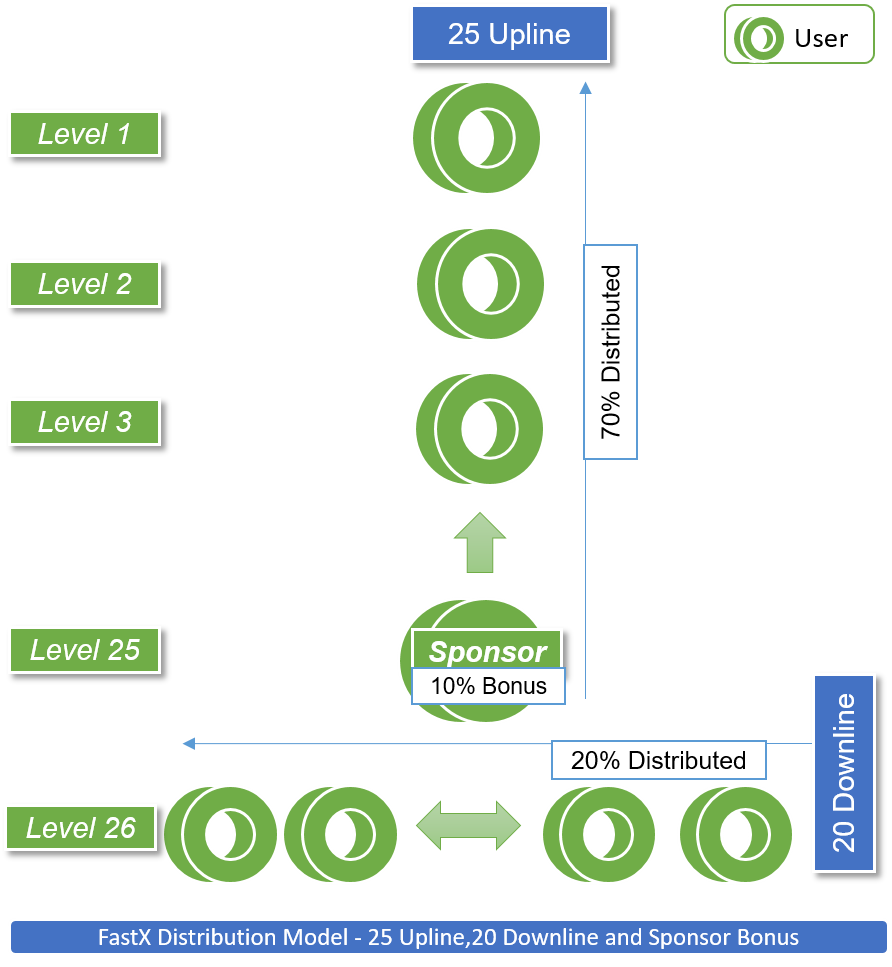 25 Upline
User
Level 1
Level 2
70% Distributed
Level 3
Level 25
Sponsor
10% Bonus
20% Distributed
20 Downline
Level 26
FastX Distribution Model - 25 Upline,20 Downline and Sponsor Bonus